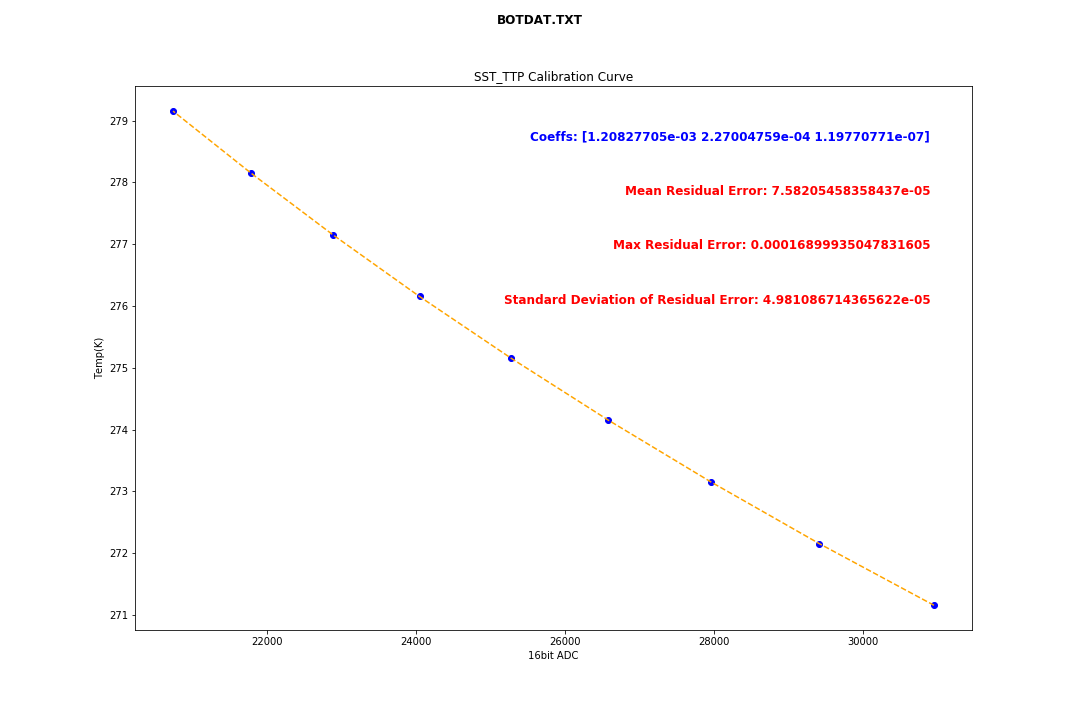 BOTDAT.TXT
SST_TTP Calibration Curve
Coeffs: [1.20827705e-03 2.27004759e-04 1.19770771e-07]
Mean Residual Error: 7.58205458358437e-05
Max Residual Error: 0.00016899935047831605
Standard Deviation of Residual Error: 4.981086714365622e-05
Temp(K)
279
278
277
276
275
274
273
272
271
22000 24000 26000 28000 30000
16bit ADC